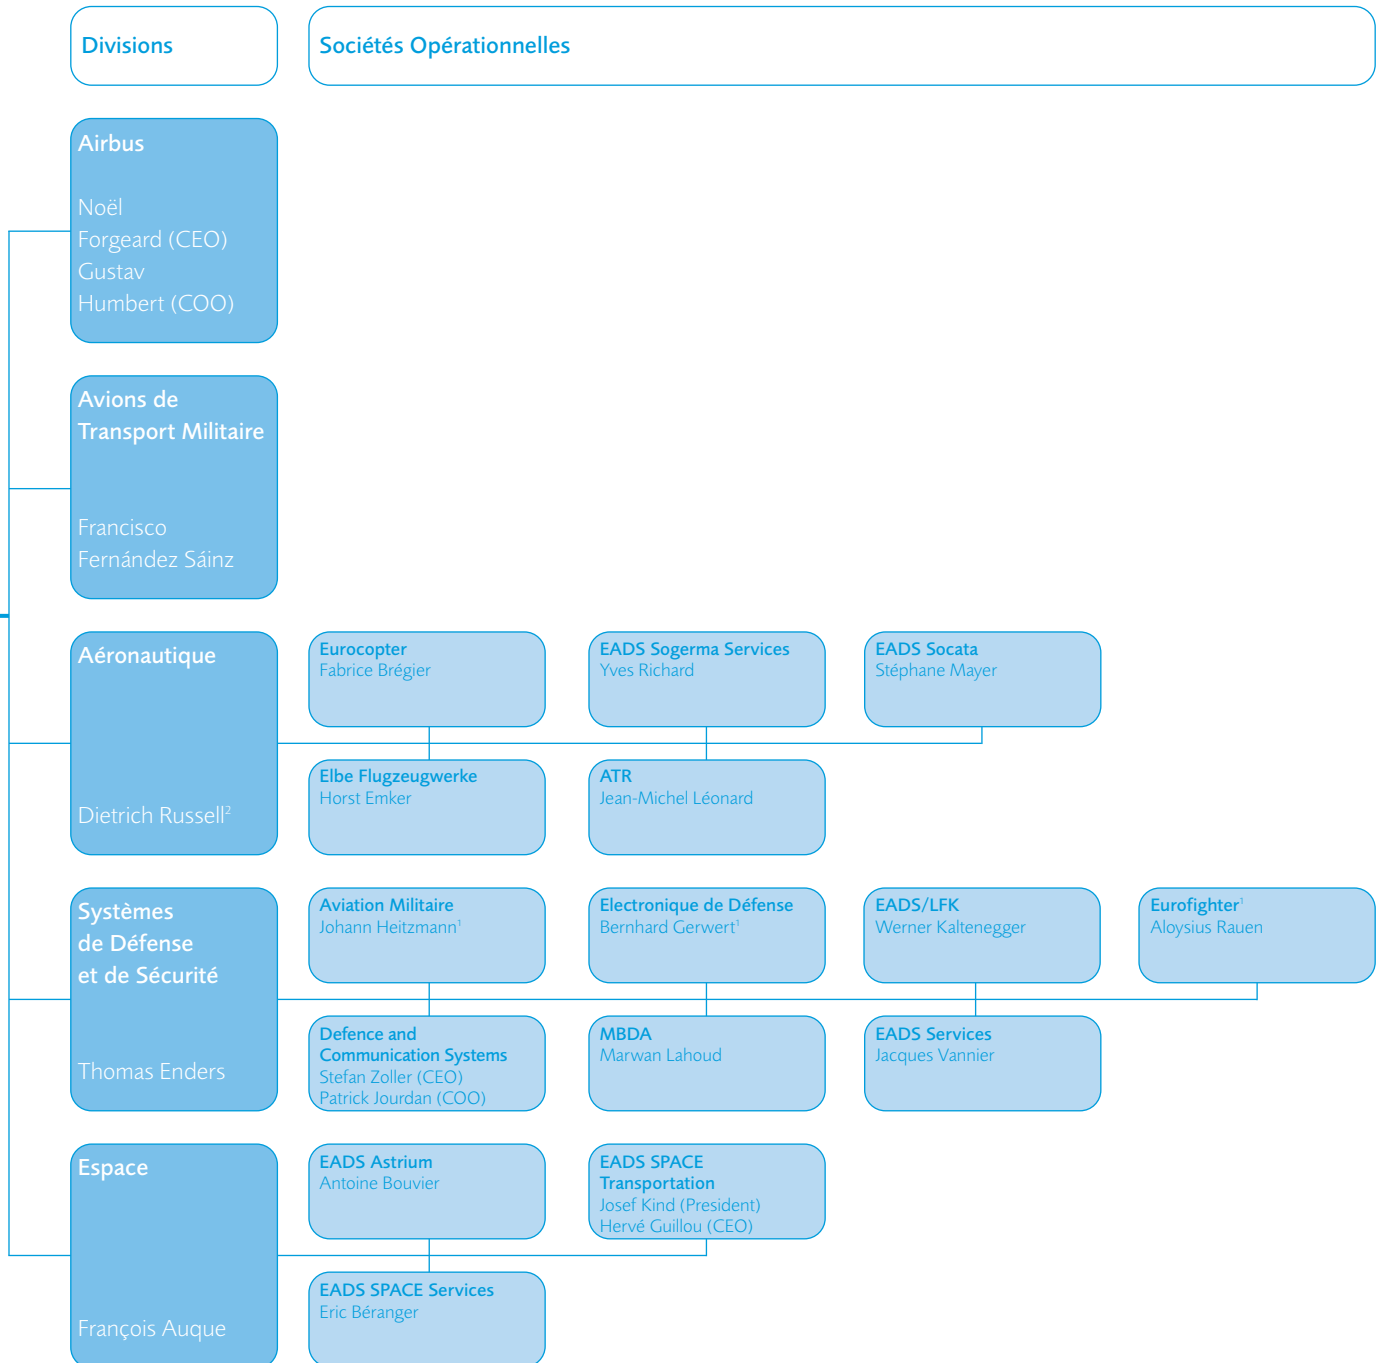 Divisions
Sociétés Opérationnelles
Airbus
Noël
Forgeard (CEO)
Gustav
Humbert (COO)
Avions de
Transport Militaire
Francisco
Fernández Sáinz
Aéronautique
Dietrich Russell²
Eurocopter
Fabrice Brégier
EADS Sogerma Services
Yves Richard
EADS Socata
Stéphane Mayer
Elbe Flugzeugwerke
Horst Emker
ATR
Jean-Michel Léonard
Systèmes
de Défense
et de Sécurité
Thomas Enders
Aviation Militaire
Johann Heitzmann¹
Electronique de Défense
Bernhard Gerwert¹
EADS/LFK
Werner Kaltenegger
Eurofighter¹
Aloysius Rauen
Defence and
Communication Systems
Stefan Zoller (CEO)
Patrick Jourdan (COO)
MBDA
Marwan Lahoud
EADS Services
Jacques Vannier
Espace
François Auque
EADS Astrium
Antoine Bouvier
EADS SPACE
Transportation
Josef Kind (President)
Hervé Guillou (CEO)
EADS SPACE Services
Eric Béranger